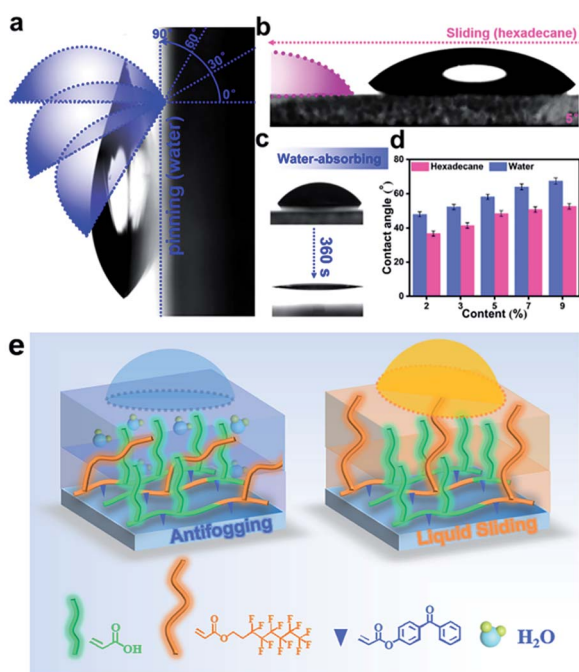 a
90
60°
30°
0°
pinning (water)
b
Sliding (hexadecane)
5°
c
Water-absorbing
360 s
d
Hexadecane
Water
Contact angle (°)
80
60
40
20
0
2
3
5
7
9
Content (%)
e
Antifogging
Liquid Sliding
O
OH
O
O
F F F F F F
F F F F F F F
O
O
O
H₂O